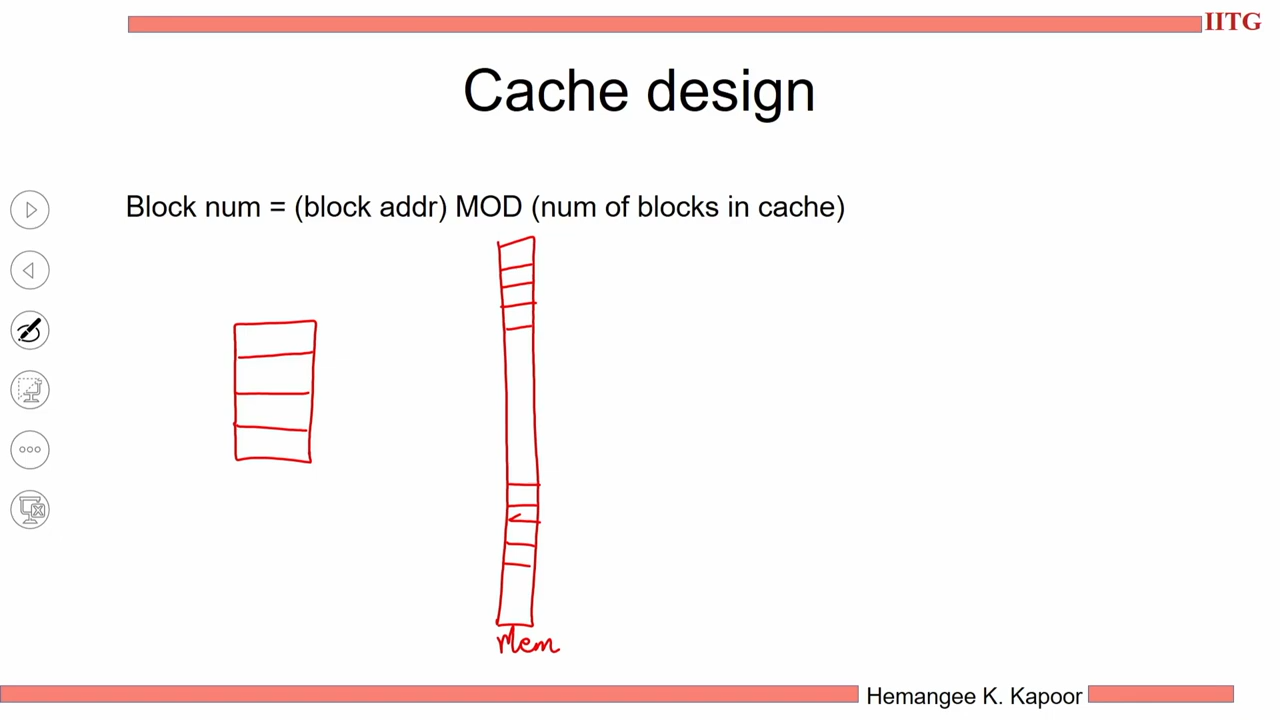 IITG
Cache design
Block num = (block addr) MOD (num of blocks in cache)
Mem
Hemangee K. Kapoor